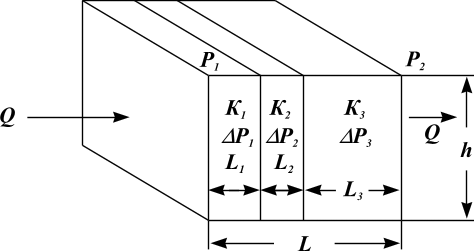 P₁ P₂
K₁ K₂ K₃
Q ΔP₁ ΔP₂ ΔP₃ Q
L₁ L₂ h
L₃
L